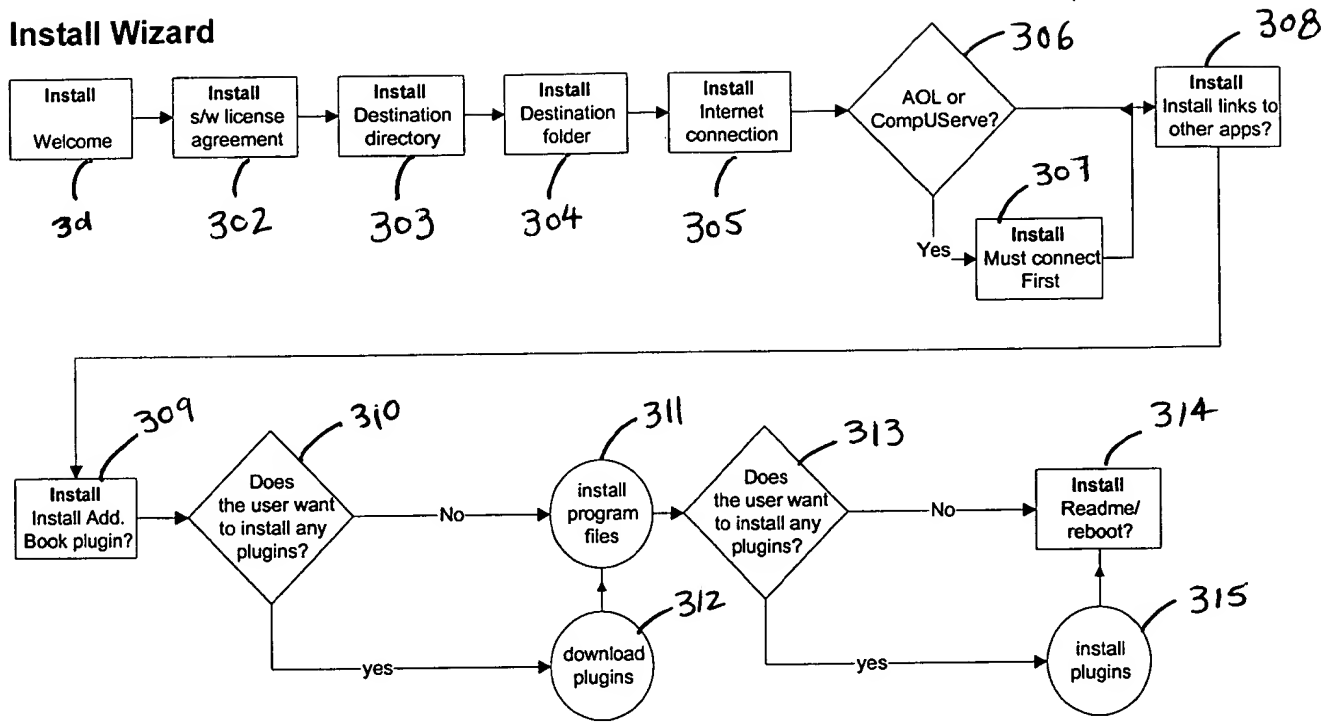 Install Wizard
306
308
Install
Welcome
Install
s/w license
agreement
Install
Destination
directory
Install
Destination
folder
Install
Internet
connection
AOL or
CompUServe?
Install
Install links to
other apps?
30l
302
303
304
305
307
Yes
Install
Must connect
First
309
310
311
313
314
Install
Install Add.
Book plugin?
Does
the user want
to install any
plugins?
No
install
program
files
Does
the user want
to install any
plugins?
No
Install
Readme/
reboot?
312
315
yes
download
plugins
yes
install
plugins